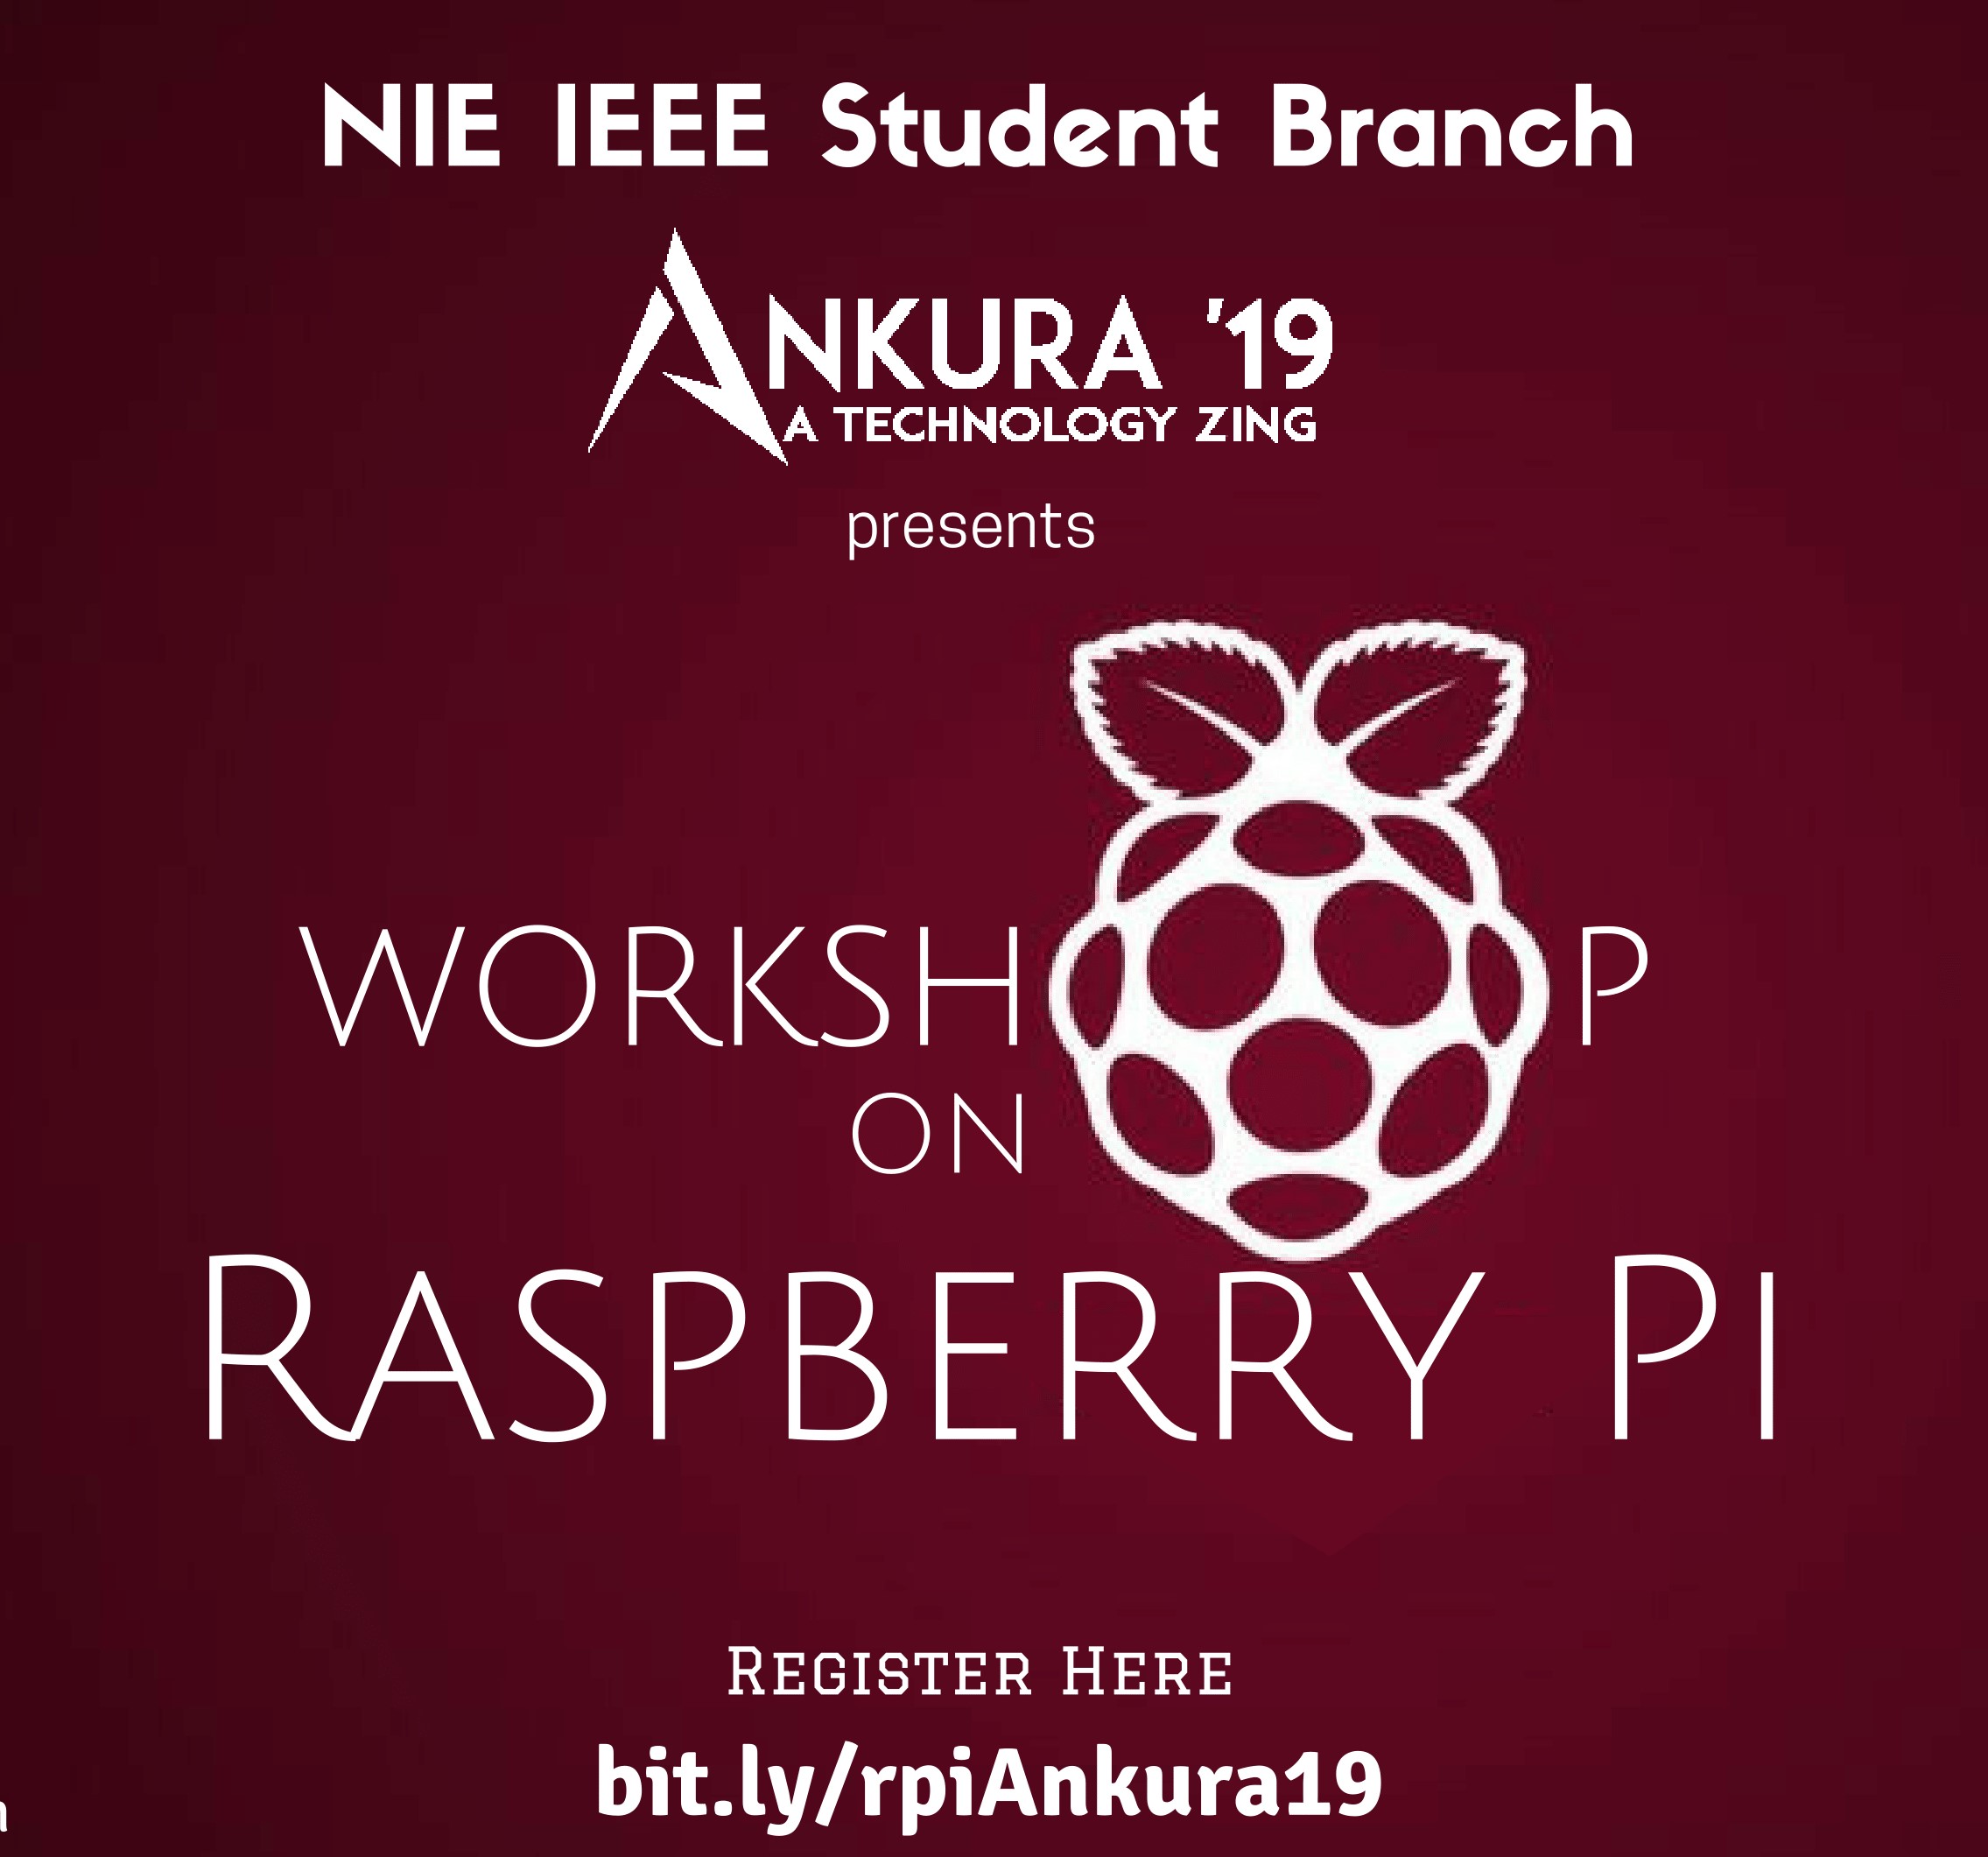 NIE IEEE Student Branch
ANKURA '19
A TECHNOLOGY ZING
presents
WORKSHOP
ON
RASPBERRY PI
REGISTER HERE
bit.ly/rpiAnkura19